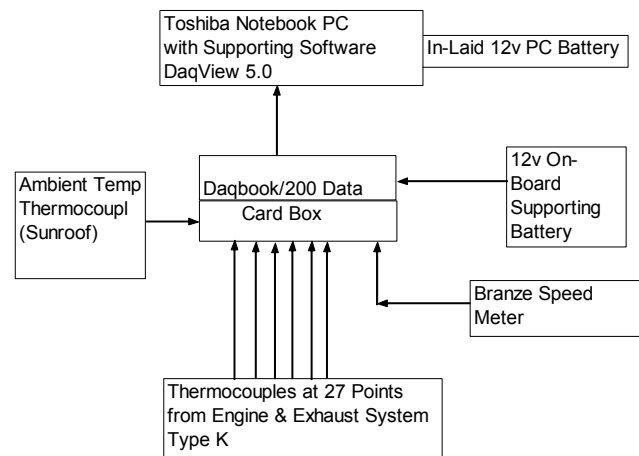 Toshiba Notebook PC
with Supporting Software
DaqView 5.0
In-Laid 12v PC Battery
Ambient Temp
Thermocoupl
(Sunroof)
Daqbook/200 Data
Card Box
12v On-
Board
Supporting
Battery
Branze Speed
Meter
Thermocouples at 27 Points
from Engine & Exhaust System
Type K